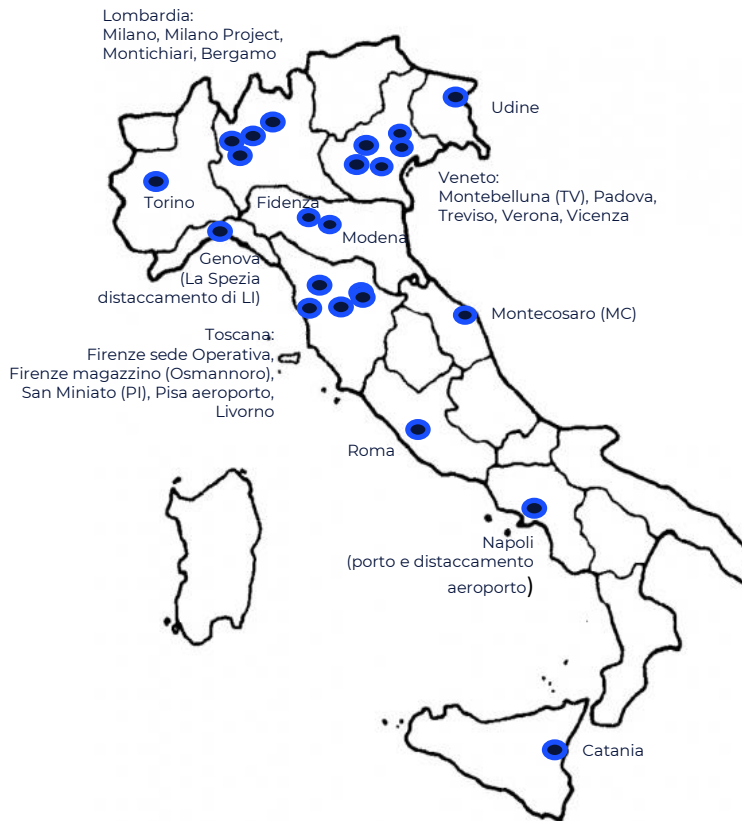 Lombardia:
Milano, Milano Project,
Montichiari, Bergamo
Udine
Veneto:
Montebelluna (TV), Padova,
Treviso, Verona, Vicenza
Torino
Fidenza
Modena
Genova
(La Spezia
distaccamento di LI)
Montecosaro (MC)
Toscana:
Firenze sede Operativa,
Firenze magazzino (Osmannoro),
San Miniato (PI), Pisa aeroporto,
Livorno
Roma
Napoli
(porto e distaccamento
aeroporto)
Catania